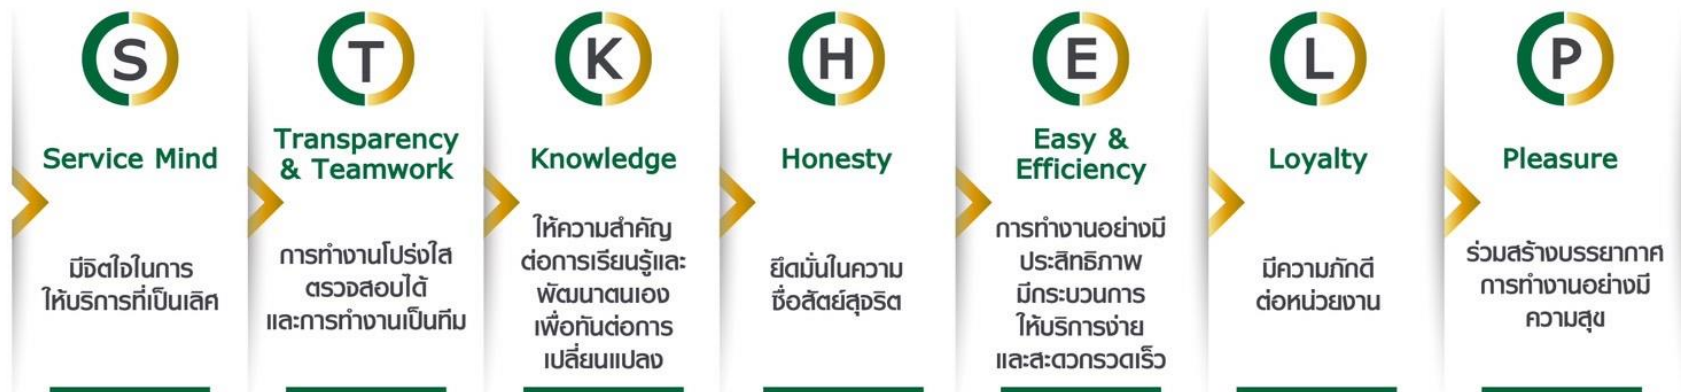 S
Service Mind
มีจิตใจในการ
ให้บริการที่เป็นเลิศ
T
Transparency
& Teamwork
การทำงานโปร่งใส
ตรวจสอบได้
และการทำงานเป็นทีม
K
Knowledge
ให้ความสำคัญ
ต่อการเรียนรู้และ
พัฒนาตนเอง
เพื่อทันต่อการ
เปลี่ยนแปลง
H
Honesty
ยึดมั่นในความ
ซื่อสัตย์สุจริต
E
Easy &
Efficiency
การทำงานอย่างมี
ประสิทธิภาพ
มีกระบวนการ
ให้บริการง่าย
และสะดวกรวดเร็ว
L
Loyalty
มีความภักดี
ต่อหน่วยงาน
P
Pleasure
ร่วมสร้างบรรยากาศ
การทำงานอย่างมี
ความสุข